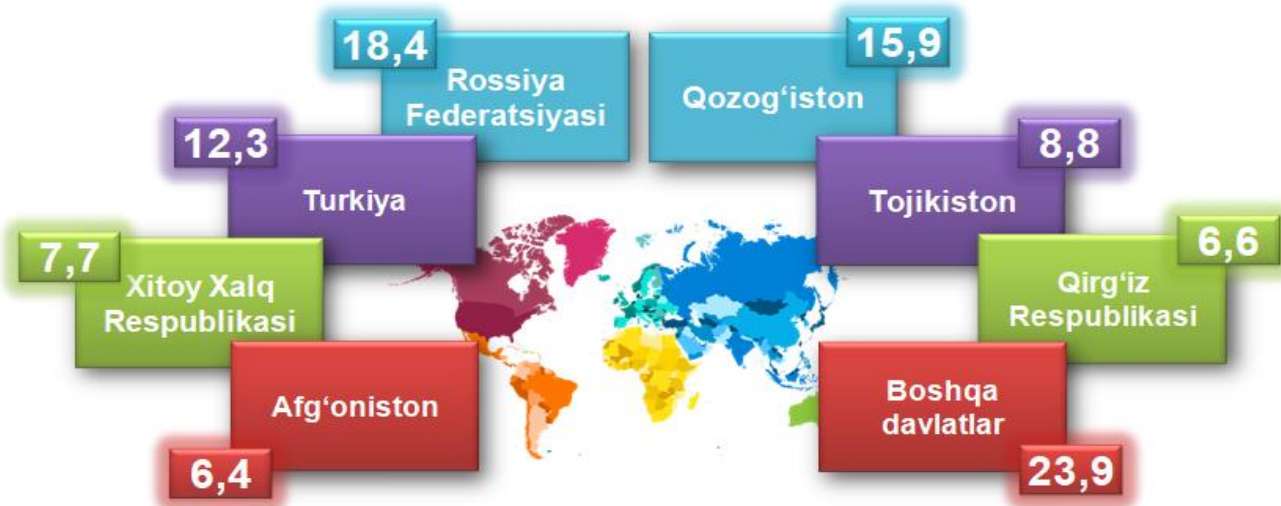 18,4
Rossiya
Federatsiyasi
15,9
Qozog‘iston
12,3
Turkiya
8,8
Tojikiston
7,7
Xitoy Xalq
Respublikasi
6,6
Qirg‘iz
Respublikasi
Afg‘oniston
6,4
Boshqa
davlatlar
23,9